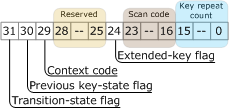 Reserved
Scan code
Key repeat
count
31 30 29 28 -- 25 24 23 -- 16 15 -- 0
Extended-key flag
Context code
Previous key-state flag
Transition-state flag